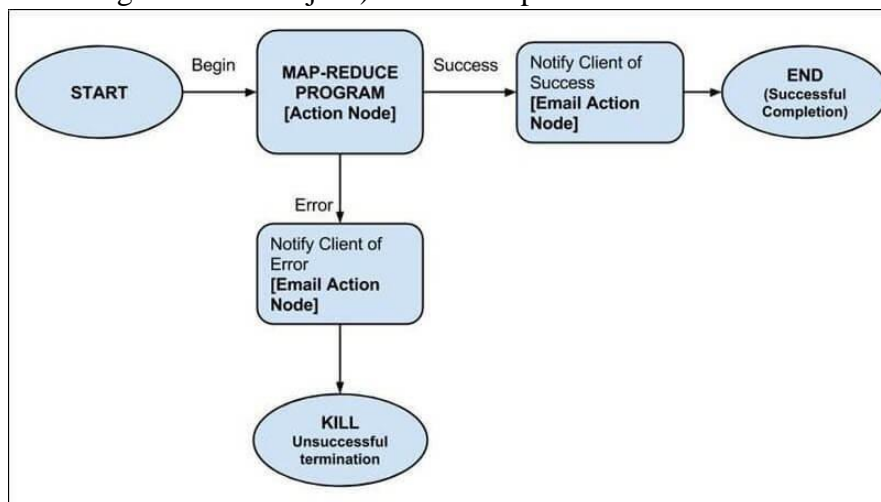 START
Begin
MAP-REDUCE
PROGRAM
[Action Node]
Success
Notify Client of
Success
[Email Action
Node]
END
(Successful
Completion)
Error
Notify Client of
Error
[Email Action
Node]
KILL
Unsuccessful
termination